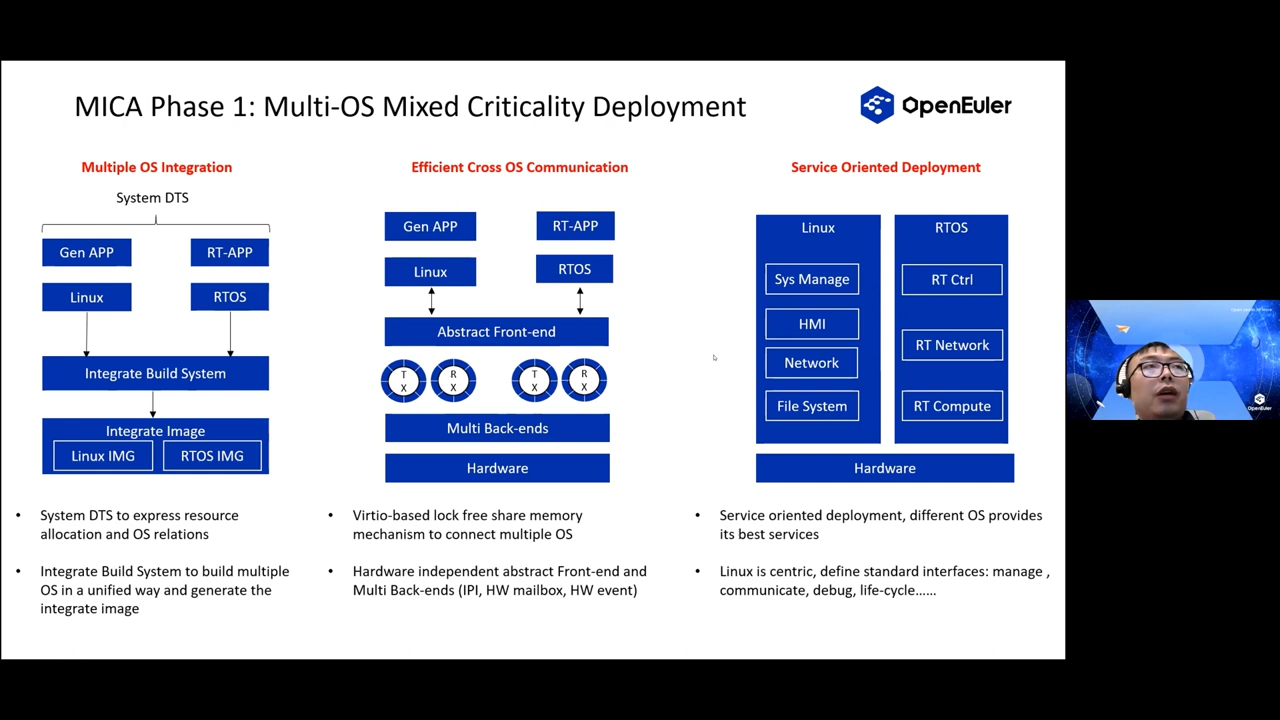 MICA Phase 1: Multi-OS Mixed Criticality Deployment
OpenEuler
Multiple OS Integration
System DTS
Gen APP
RT-APP
Linux
RTOS
Integrate Build System
Integrate Image
Linux IMG
RTOS IMG
• System DTS to express resource
allocation and OS relations
• Integrate Build System to build multiple
OS in a unified way and generate the
integrate image
Efficient Cross OS Communication
Gen APP
RT-APP
Linux
RTOS
Abstract Front-end
T
X
R
X
T
X
R
X
Multi Back-ends
Hardware
• Virtio-based lock free share memory
mechanism to connect multiple OS
• Hardware independent abstract Front-end and
Multi Back-ends (IPI, HW mailbox, HW event)
Service Oriented Deployment
Linux
RTOS
Sys Manage
HMI
Network
File System
RT Ctrl
RT Network
RT Compute
Hardware
• Service oriented deployment, different OS provides
its best services
• Linux is centric, define standard interfaces: manage ,
communicate, debug, life-cycle……
OpenEuler